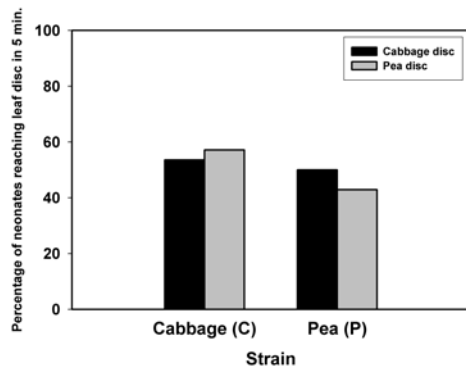 Percentage of neonates reaching leaf disc in 5 min.
100
80
60
40
20
0
Cabbage disc
Pea disc
Cabbage (C) Pea (P)
Strain